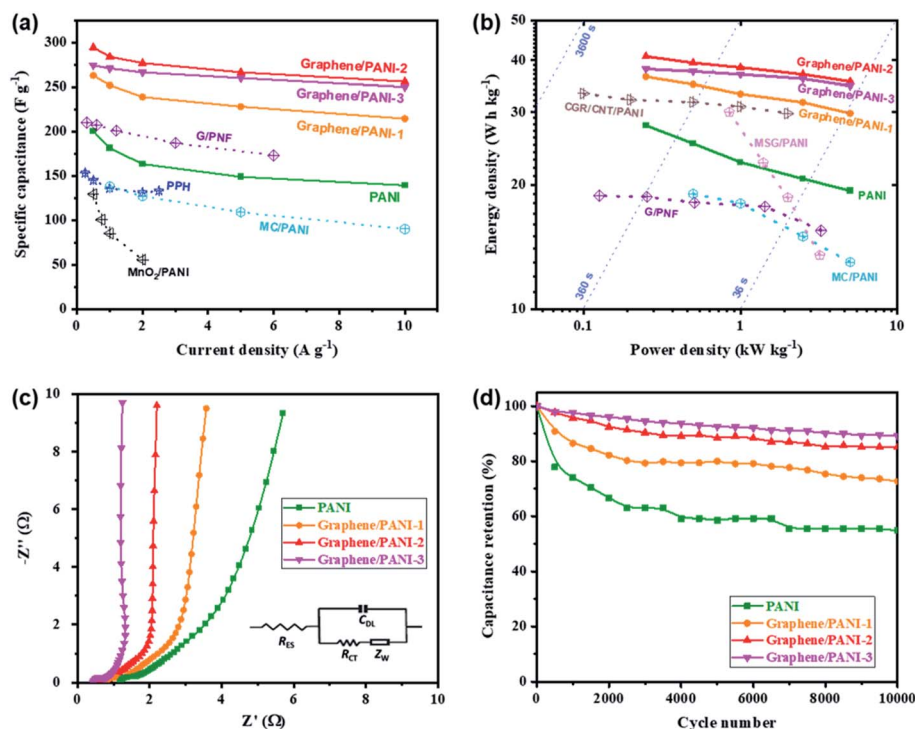 (a)
300
250
200
150
100
50
0
Specific capacitance (F g⁻¹)
Graphene/PANI-2
Graphene/PANI-3
Graphene/PANI-1
G/PNF
PPH
PANI
MC/PANI
MnO₂/PANI
0 2 4 6 8 10
Current density (A g⁻¹)
(b)
50
40
30
20
10
Energy density (W h kg⁻¹)
3600 s
Graphene/PANI-2
Graphene/PANI-3
CGR/CNT/PANI
Graphene/PANI-1
MSG/PANI
PANI
G/PNF
MC/PANI
360 s
36 s
0.1 1 10
Power density (kW kg⁻¹)
(c)
10
8
6
4
2
0
-Z'' (Ω)
PANI
Graphene/PANI-1
Graphene/PANI-2
Graphene/PANI-3
C_DL
R_ES
R_CT Z_W
0 2 4 6 8 10
Z' (Ω)
(d)
100
80
60
40
20
0
Capacitance retention (%)
PANI
Graphene/PANI-1
Graphene/PANI-2
Graphene/PANI-3
0 2000 4000 6000 8000 10000
Cycle number